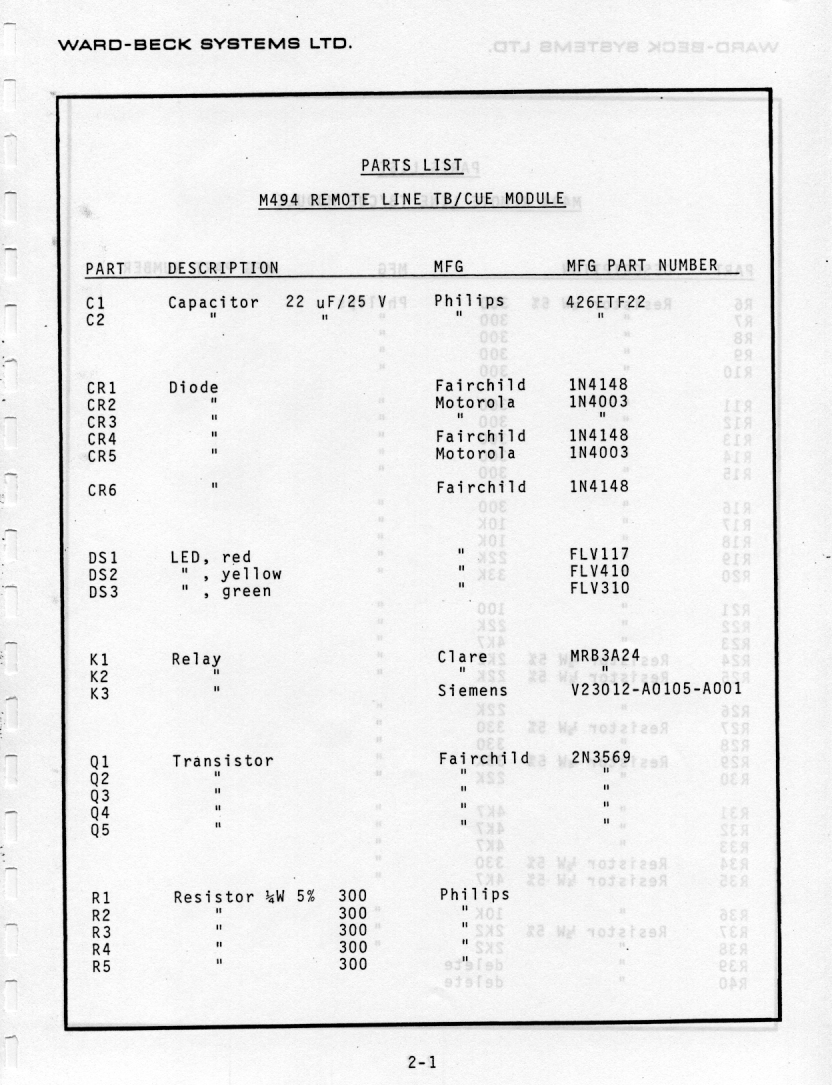 WARD-BECK SYSTEMS LTD.
PARTS LIST
M494 REMOTE LINE TB/CUE MODULE
PART DESCRIPTION MFG MFG PART NUMBER
C1 Capacitor 22 uF/25 V Philips 426ETF22
C2 " " " "
CR1 Diode Fairchild 1N4148
CR2 " Motorola 1N4003
CR3 " " "
CR4 " Fairchild 1N4148
CR5 " Motorola 1N4003
CR6 " Fairchild 1N4148
DS1 LED, red " FLV117
DS2 " , yellow " FLV410
DS3 " , green " FLV310
K1 Relay Clare MRB3A24
K2 " " "
K3 " Siemens V23012-A0105-A001
Q1 Transistor Fairchild 2N3569
Q2 " " "
Q3 " " "
Q4 " " "
Q5 " " "
R1 Resistor ¼W 5% 300 Philips
R2 " 300 "
R3 " 300 "
R4 " 300 "
R5 " 300 "
2-1